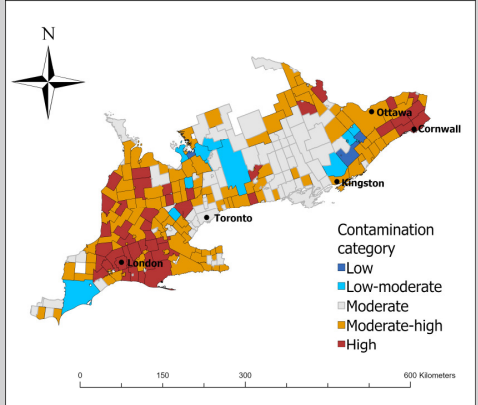 N
Ottawa
Cornwall
Kingston
Toronto
London
Contamination
category
Low
Low-moderate
Moderate
Moderate-high
High
0 150 300 600 Kilometers